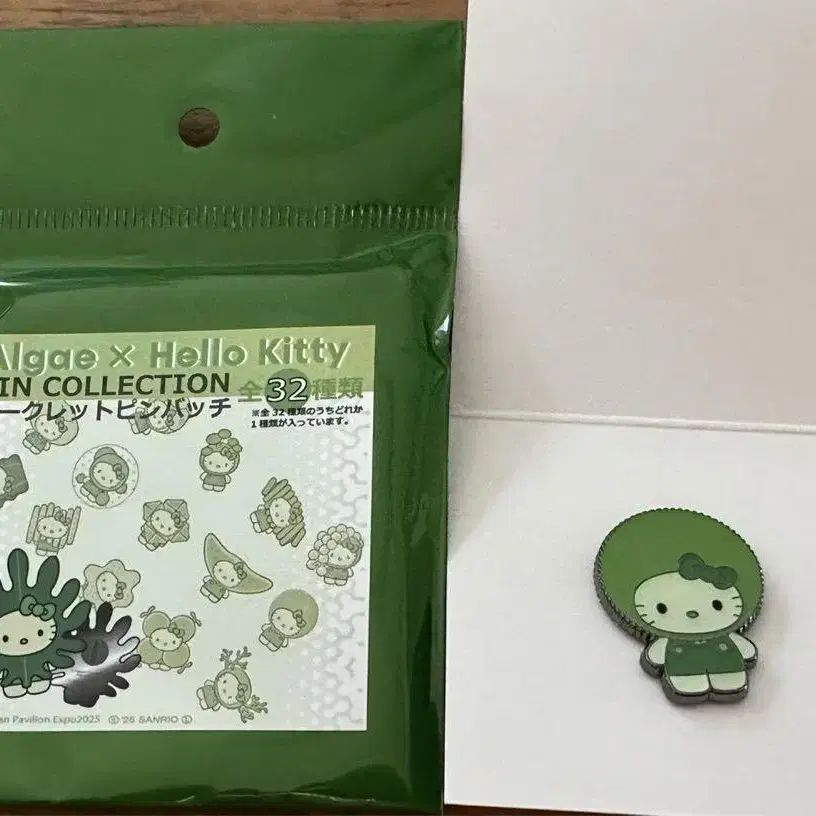 Algae × Hello Kitty
IN COLLECTION
全32種類
ークレットピンバッチ
※全32種類のうちどれか
1種類が入っています。
an Pavilion Expo2025 © '25 SANRIO Ⓛ